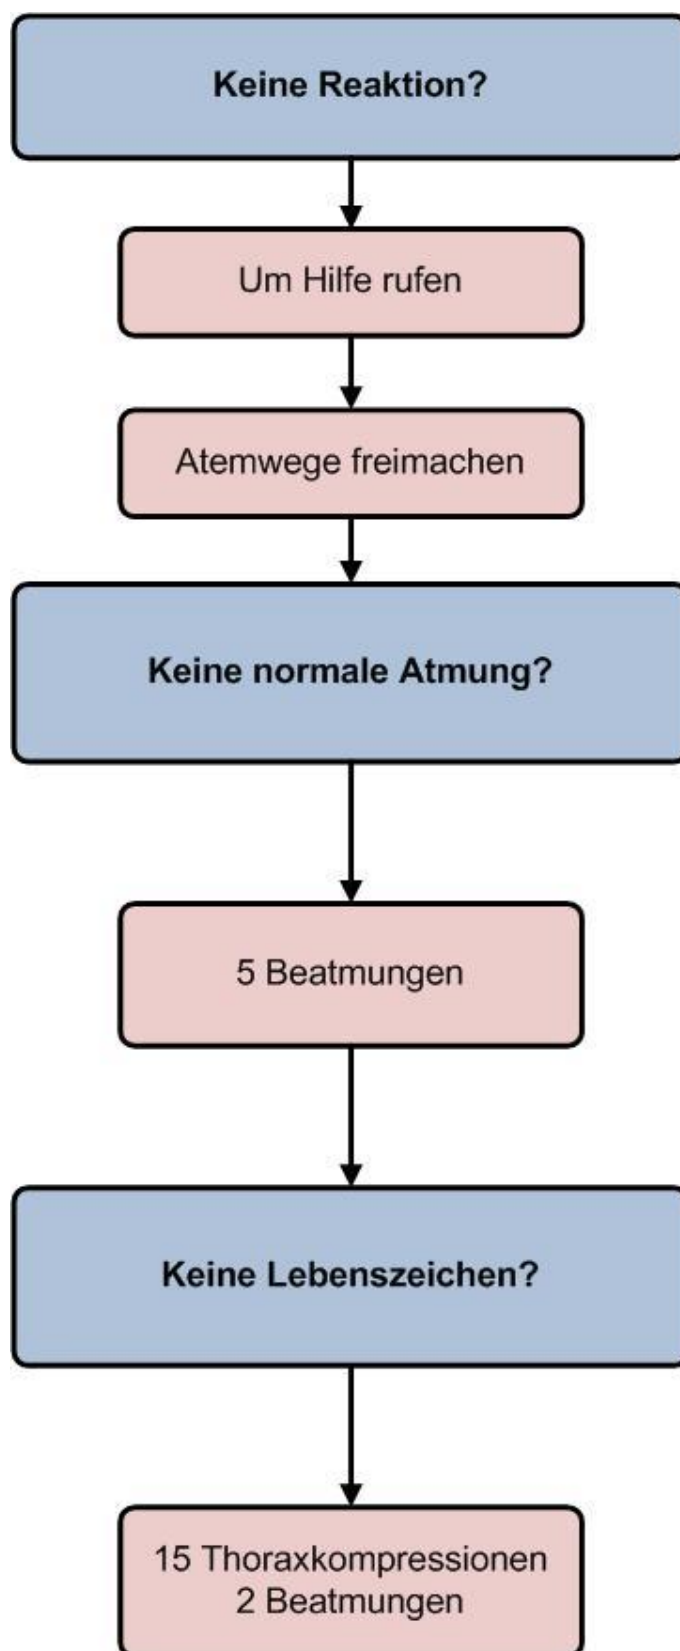 Keine Reaktion?
Um Hilfe rufen
Atemwege freimachen
Keine normale Atmung?
5 Beatmungen
Keine Lebenszeichen?
15 Thoraxkompressionen
2 Beatmungen